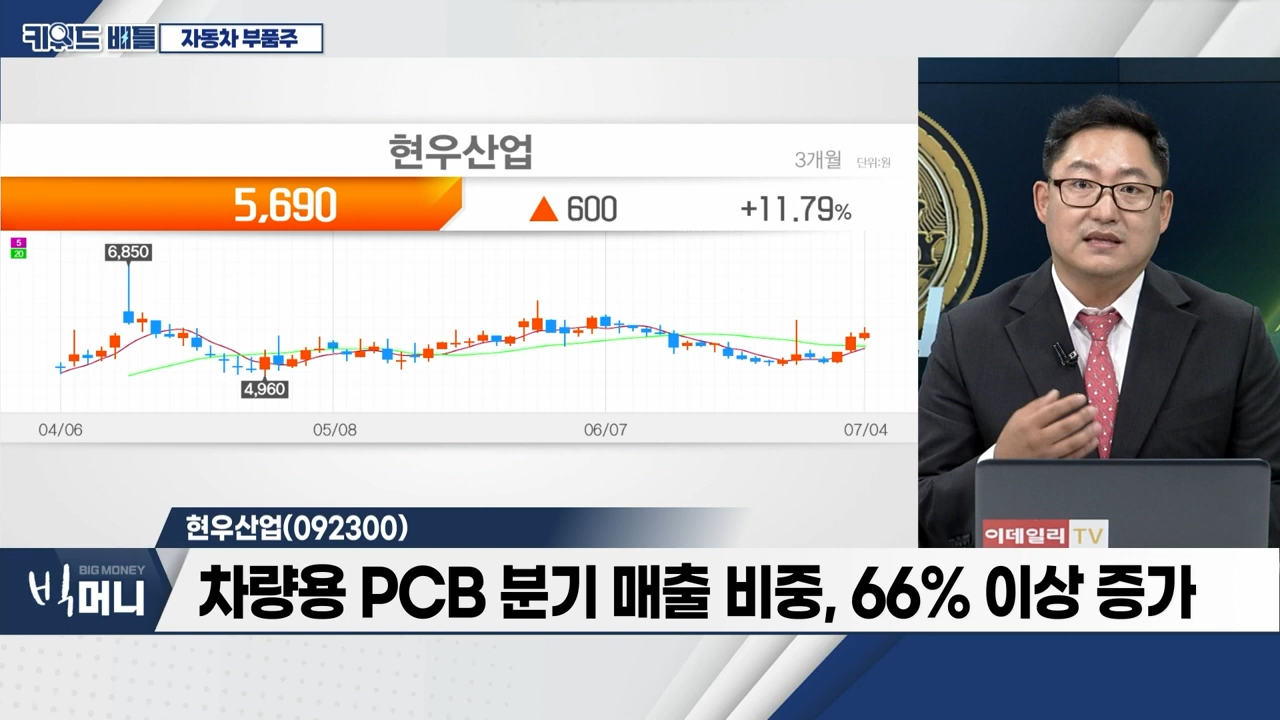 키워드 배틀 자동차 부품주
현우산업
3개월 단위:원
5,690 ▲ 600 +11.79%
5
20
6,850
4,960
04/06 05/08 06/07 07/04
이데일리 TV
현우산업(092300)
BIG MONEY
빅머니
차량용 PCB 분기 매출 비중, 66% 이상 증가